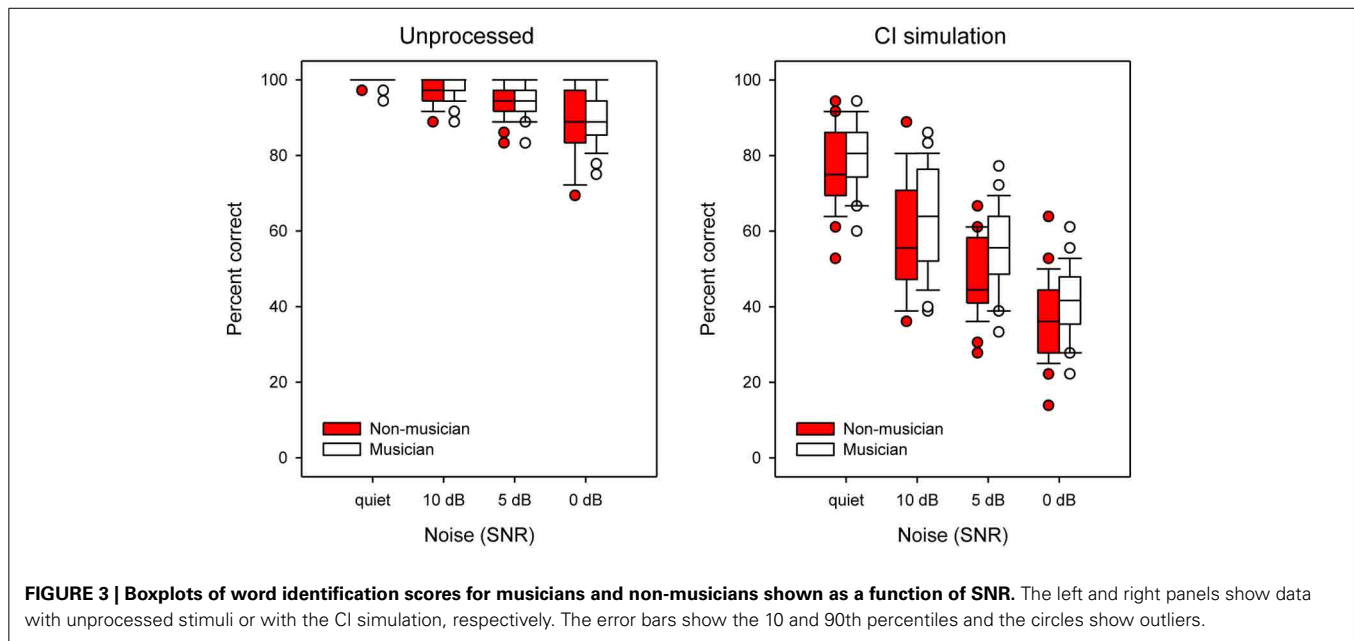 Unprocessed
100
80
60
40
20
0
Percent correct
Non-musician
Musician
quiet 10 dB 5 dB 0 dB
Noise (SNR)
CI simulation
100
80
60
40
20
0
Percent correct
Non-musician
Musician
quiet 10 dB 5 dB 0 dB
Noise (SNR)
FIGURE 3 | Boxplots of word identification scores for musicians and non-musicians shown as a function of SNR. The left and right panels show data
with unprocessed stimuli or with the CI simulation, respectively. The error bars show the 10 and 90th percentiles and the circles show outliers.